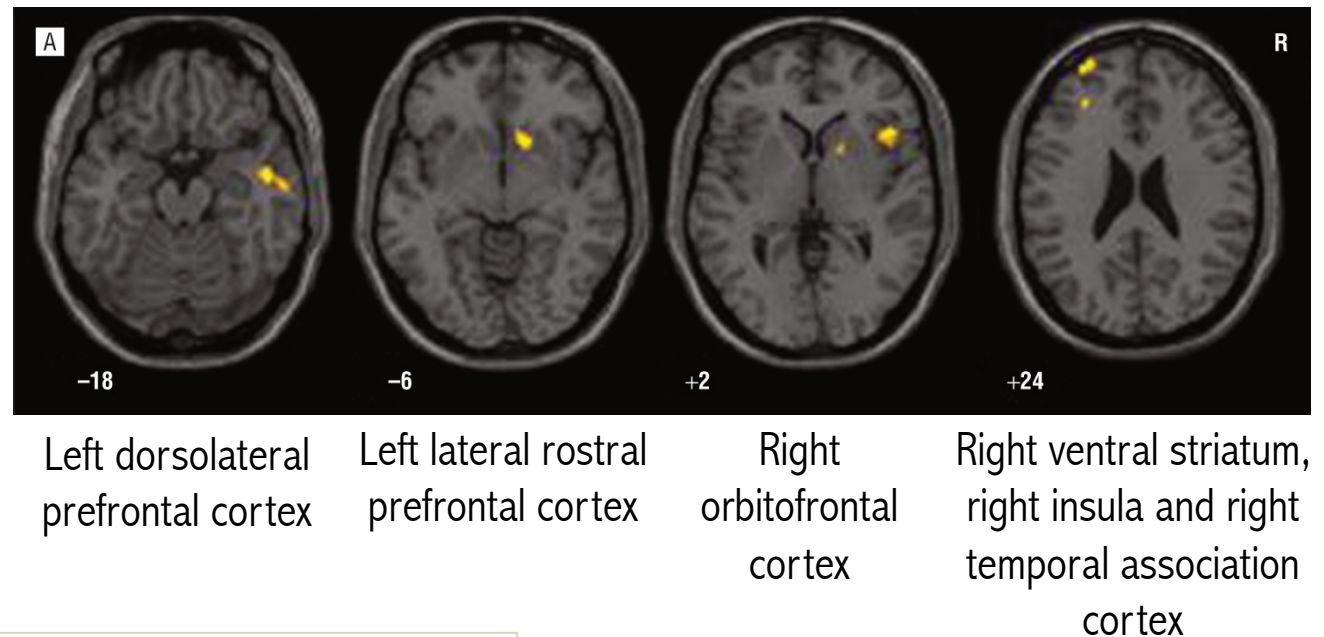 A
R
–18
–6
+2
+24
Left dorsolateral
prefrontal cortex
Left lateral rostral
prefrontal cortex
Right
orbitofrontal
cortex
Right ventral striatum,
right insula and right
temporal association
cortex